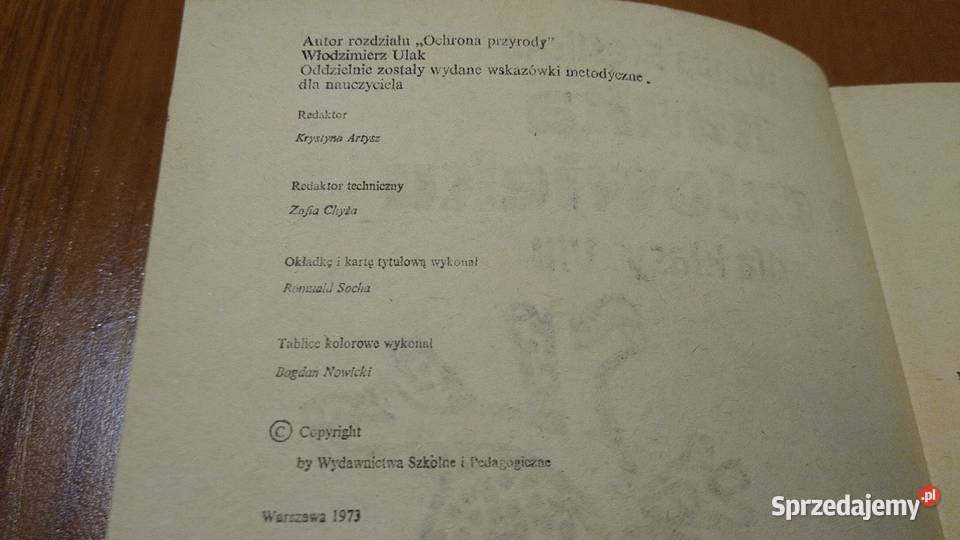 Autor rozdziału „Ochrona przyrody”
Włodzimierz Ulak
Oddzielnie zostały wydane wskazówki metodyczne
dla nauczyciela
Redaktor
Krystyna Artysz
Redaktor techniczny
Zofia Chyża
Okładkę i kartę tytułową wykonał
Romuald Socha
Tablice kolorowe wykonał
Bogdan Nowicki
© Copyright
by Wydawnictwa Szkolne i Pedagogiczne
Warszawa 1973
Sprzedajemy.pl